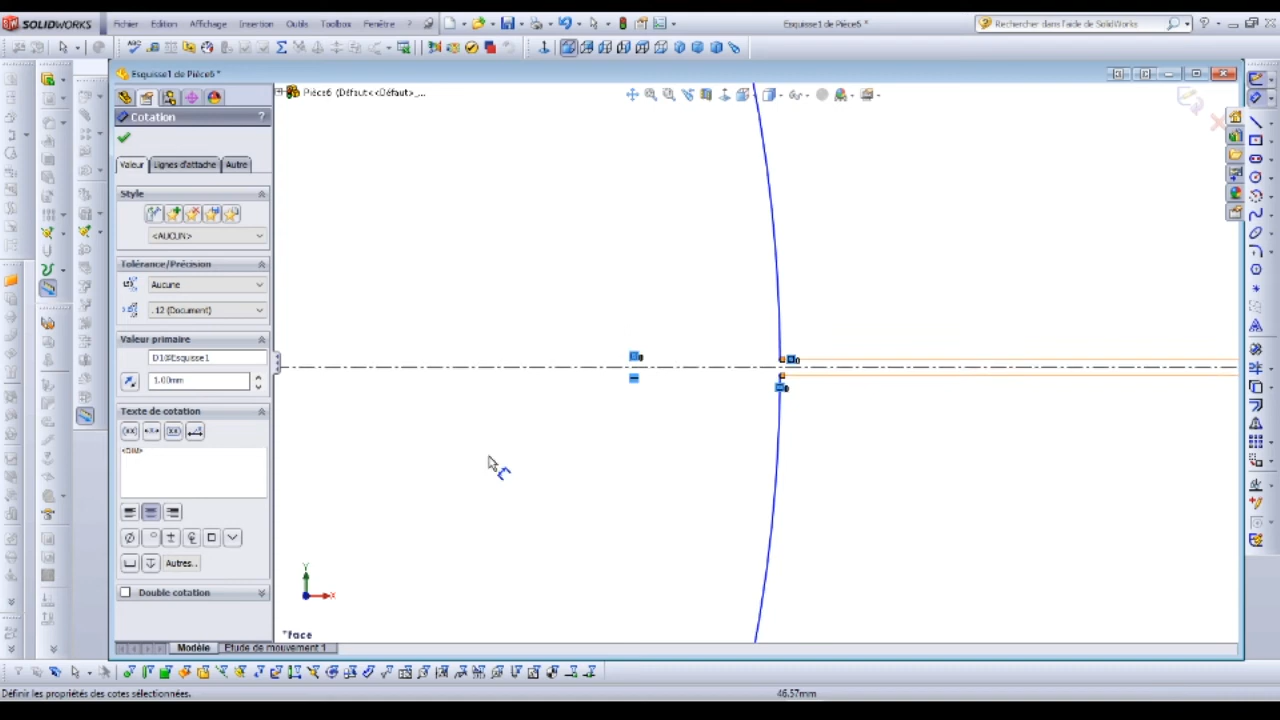 SOLIDWORKS
Fichier Edition Affichage Insertion Outils Toolbox Fenêtre ?
Esquisse1 de Pièce6 *
Rechercher dans l'aide de SolidWorks
Esquisse1 de Pièce6 *
Pièce6 (Défaut<<Défaut>_...
Cotation
?
Valeur Lignes d'attache Autre
Style
<AUCUN>
Tolérance/Précision
Aucune
.12 (Document)
Valeur primaire
D1@Esquisse1
1.00mm
Texte de cotation
<DIM>
Autres...
Double cotation
Y
X
*Face
Modèle Etude de mouvement 1
Définir les propriétés des cotes sélectionnées.
46.57mm